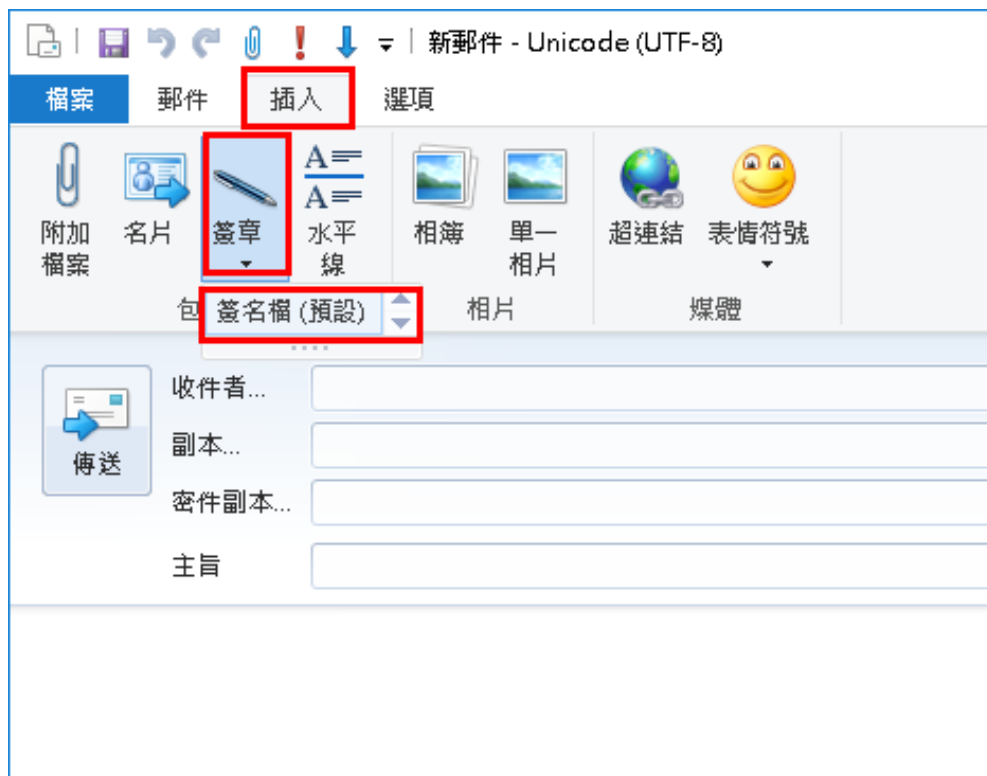 新郵件 - Unicode (UTF-8)
檔案 郵件 插入 選項
附加檔案 名片 簽章 水平線 相簿 單一相片 超連結 表情符號
包 相片 媒體
簽名檔 (預設)
收件者...
副本...
密件副本...
主旨
傳送